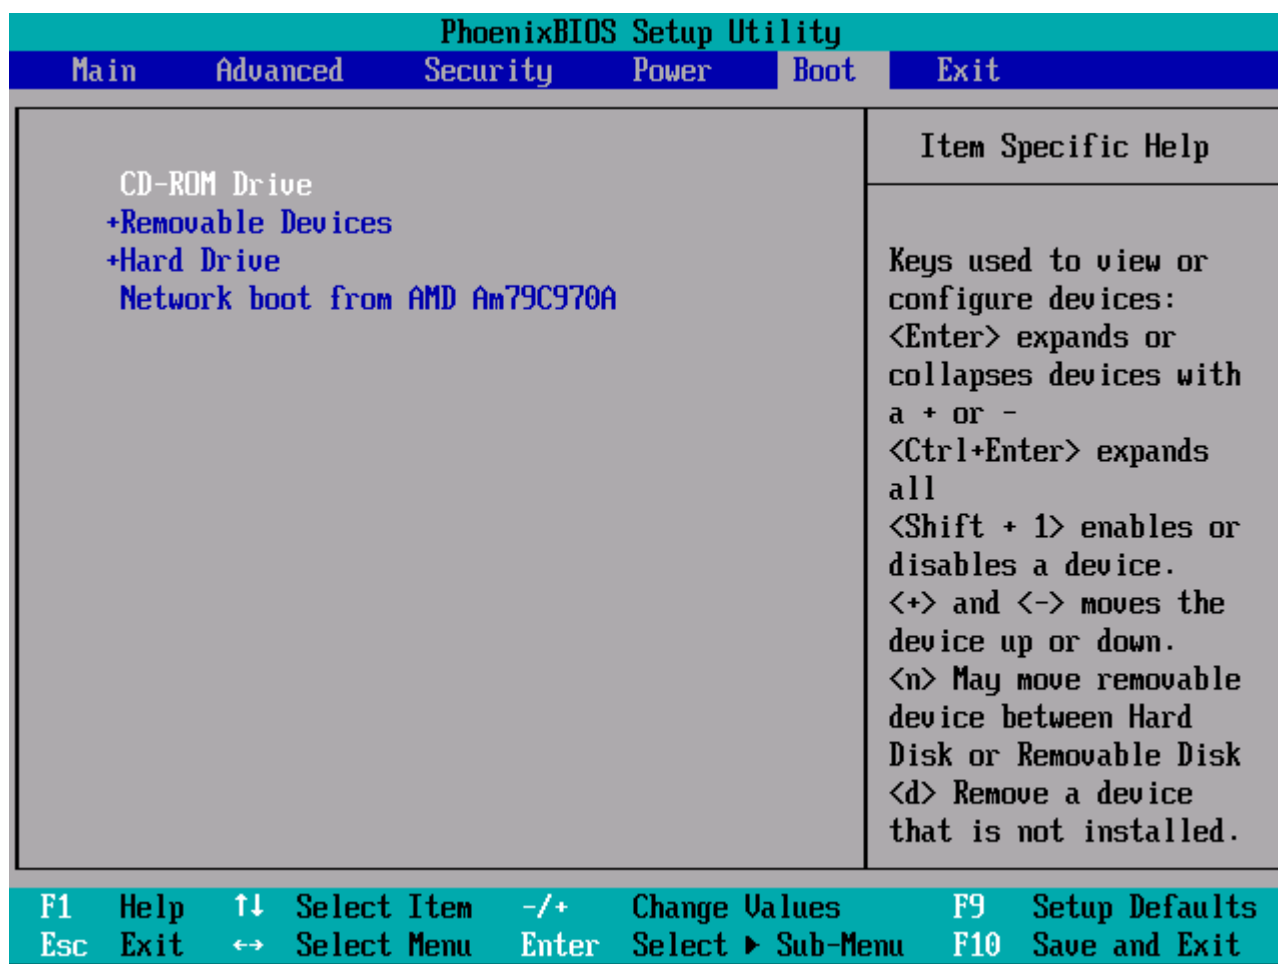 PhoenixBIOS Setup Utility
Main Advanced Security Power Boot Exit
CD-ROM Drive
+Removable Devices
+Hard Drive
Network boot from AMD Am79C970A
Item Specific Help
Keys used to view or
configure devices:
<Enter> expands or
collapses devices with
a + or -
<Ctrl+Enter> expands
all
<Shift + 1> enables or
disables a device.
<+> and <-> moves the
device up or down.
<n> May move removable
device between Hard
Disk or Removable Disk
<d> Remove a device
that is not installed.
F1 Help ↑↓ Select Item -/+ Change Values F9 Setup Defaults
Esc Exit ↔ Select Menu Enter Select ▶ Sub-Menu F10 Save and Exit